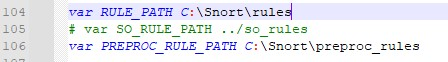 104 var RULE_PATH C:\Snort\rules
105 # var SO_RULE_PATH ../so_rules
106 var PREPROC_RULE_PATH C:\Snort\preproc_rules